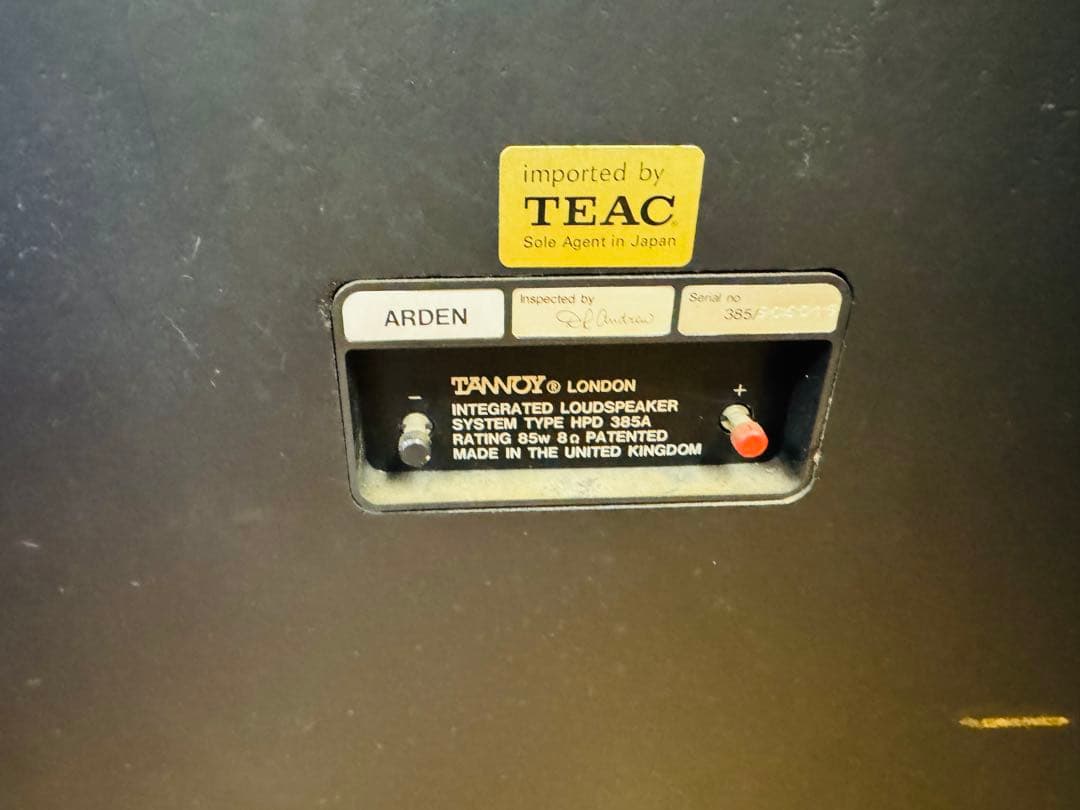 imported by
TEAC
Sole Agent in Japan
ARDEN
Inspected by
Serial no
385/
TANNOY® LONDON
INTEGRATED LOUDSPEAKER
SYSTEM TYPE HPD 385A
RATING 85w 8Ω PATENTED
MADE IN THE UNITED KINGDOM
- +